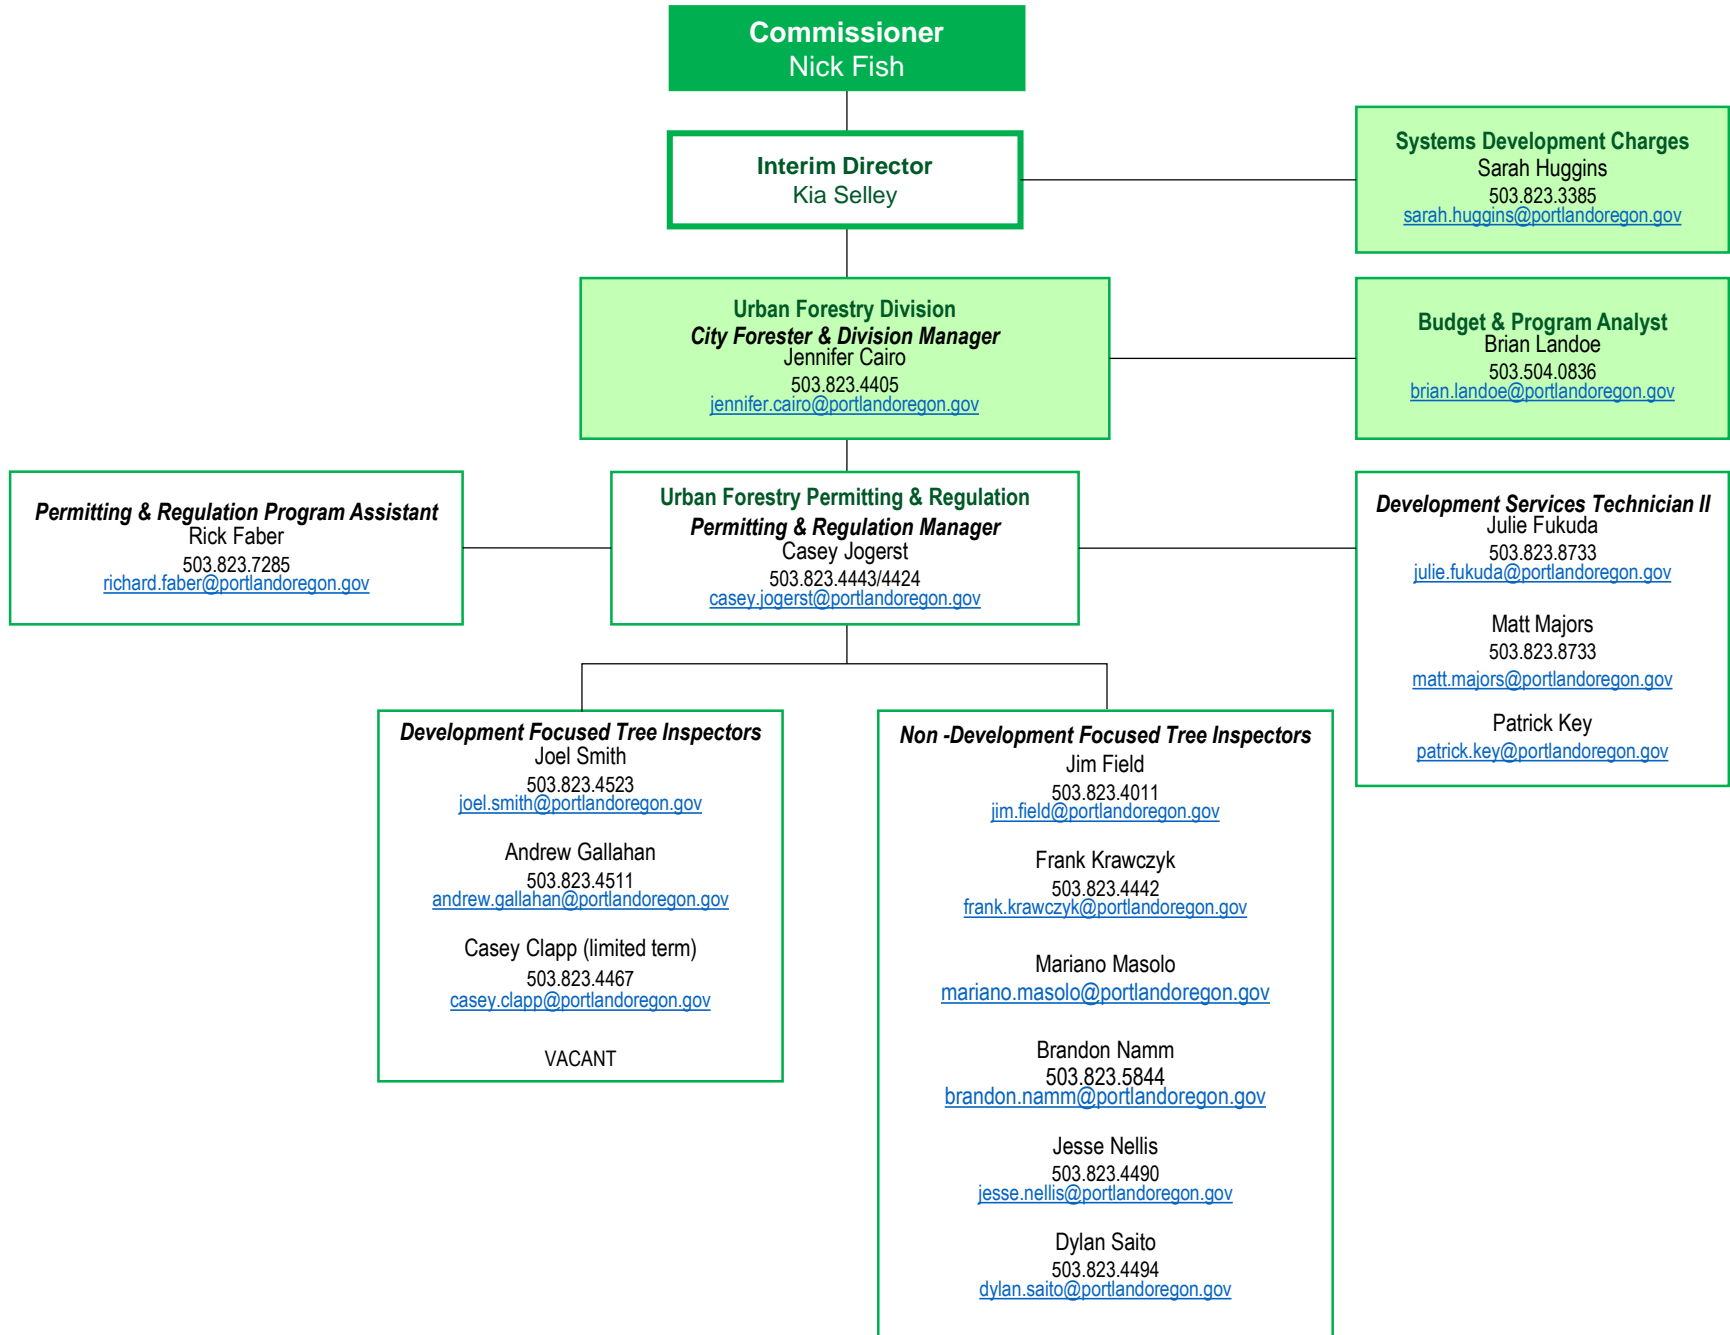 Commissioner
Nick Fish
Interim Director
Kia Selley
Systems Development Charges
Sarah Huggins
503.823.3385
sarah.huggins@portlandoregon.gov
Urban Forestry Division
City Forester & Division Manager
Jennifer Cairo
503.823.4405
jennifer.cairo@portlandoregon.gov
Budget & Program Analyst
Brian Landoe
503.504.0836
brian.landoe@portlandoregon.gov
Permitting & Regulation Program Assistant
Rick Faber
503.823.7285
richard.faber@portlandoregon.gov
Urban Forestry Permitting & Regulation
Permitting & Regulation Manager
Casey Jogerst
503.823.4443/4424
casey.jogerst@portlandoregon.gov
Development Services Technician II
Julie Fukuda
503.823.8733
julie.fukuda@portlandoregon.gov
Matt Majors
503.823.8733
matt.majors@portlandoregon.gov
Patrick Key
patrick.key@portlandoregon.gov
Development Focused Tree Inspectors
Joel Smith
503.823.4523
joel.smith@portlandoregon.gov
Andrew Gallahan
503.823.4511
andrew.gallahan@portlandoregon.gov
Casey Clapp (limited term)
503.823.4467
casey.clapp@portlandoregon.gov
VACANT
Non -Development Focused Tree Inspectors
Jim Field
503.823.4011
jim.field@portlandoregon.gov
Frank Krawczyk
503.823.4442
frank.krawczyk@portlandoregon.gov
Mariano Masolo
mariano.masolo@portlandoregon.gov
Brandon Namm
503.823.5844
brandon.namm@portlandoregon.gov
Jesse Nellis
503.823.4490
jesse.nellis@portlandoregon.gov
Dylan Saito
503.823.4494
dylan.saito@portlandoregon.gov